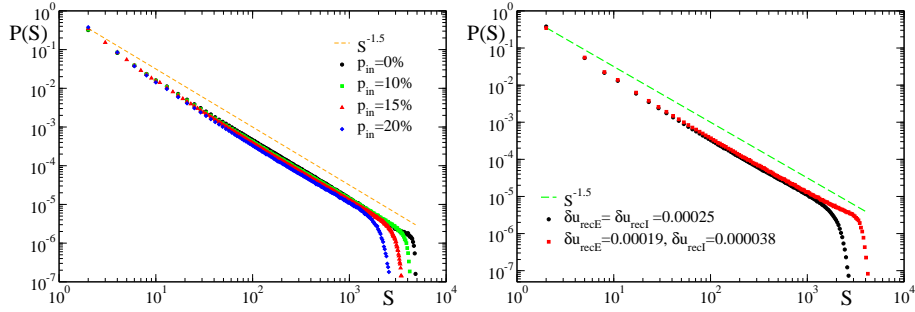 P(S)
10^0
10^-1
10^-2
10^-3
10^-4
10^-5
10^-6
10^-7
S^-1.5
p_in=0%
p_in=10%
p_in=15%
p_in=20%
10^0 10^1 10^2 10^3 S 10^4
P(S)
10^0
10^-1
10^-2
10^-3
10^-4
10^-5
10^-6
10^-7
S^-1.5
δu_recE= δu_recI=0.00025
δu_recE=0.00019, δu_recI=0.000038
10^0 10^1 10^2 10^3 S 10^4